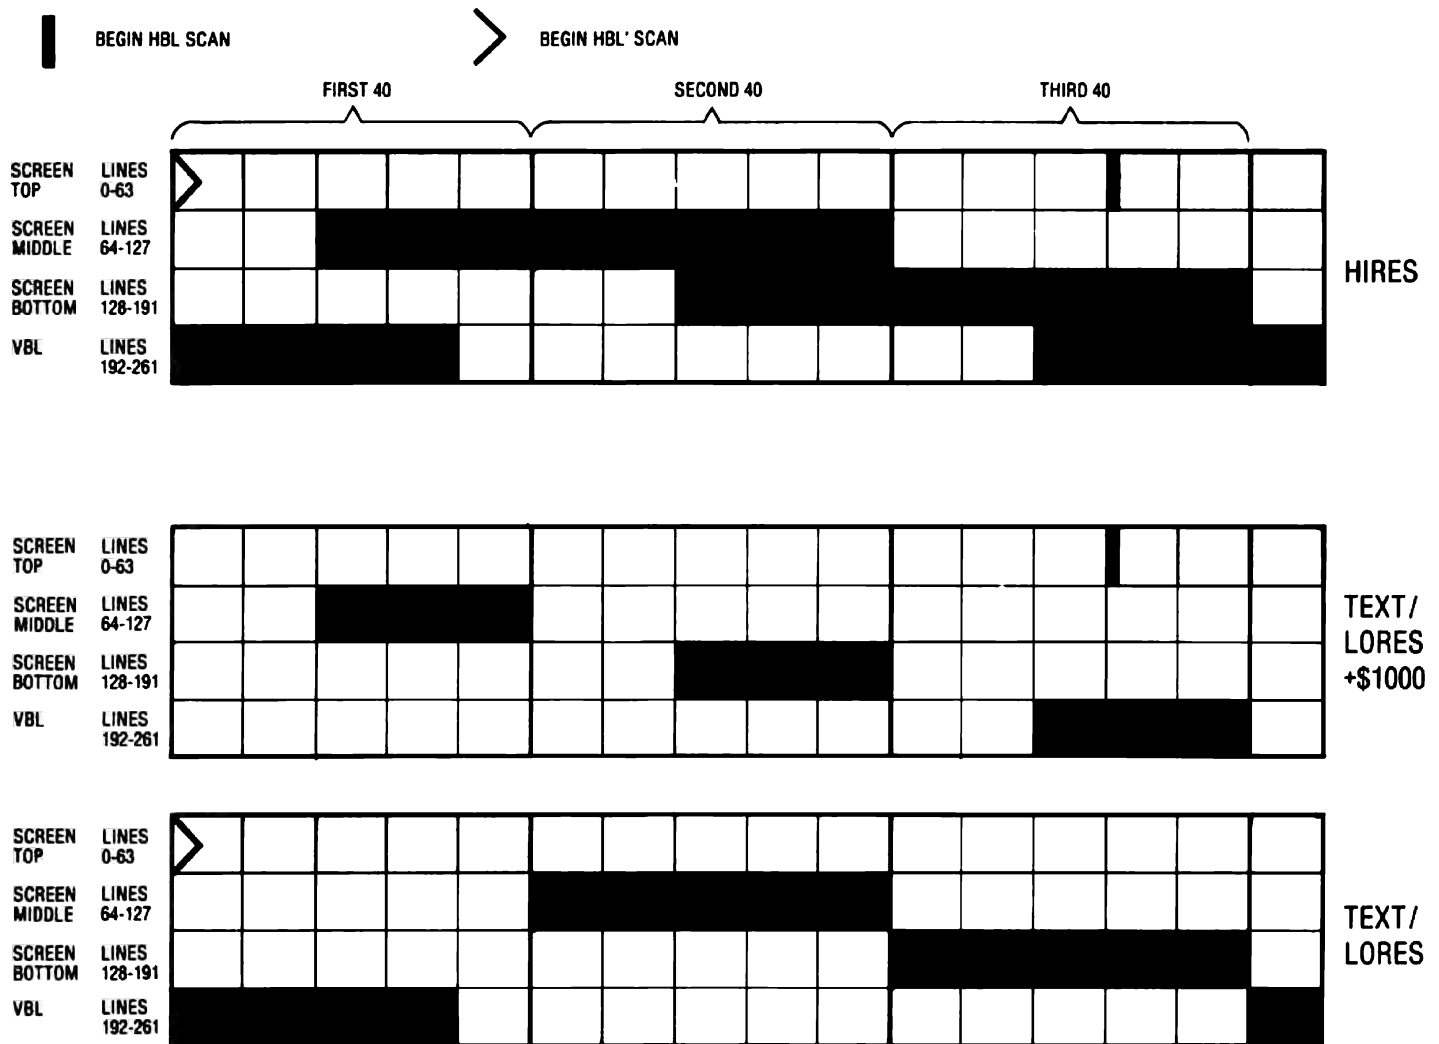 BEGIN HBL SCAN
BEGIN HBL' SCAN
FIRST 40
SECOND 40
THIRD 40
SCREEN TOP LINES 0-63
SCREEN MIDDLE LINES 64-127
SCREEN BOTTOM LINES 128-191
VBL LINES 192-261
HIRES
SCREEN TOP LINES 0-63
SCREEN MIDDLE LINES 64-127
SCREEN BOTTOM LINES 128-191
VBL LINES 192-261
TEXT/
LORES
+$1000
SCREEN TOP LINES 0-63
SCREEN MIDDLE LINES 64-127
SCREEN BOTTOM LINES 128-191
VBL LINES 192-261
TEXT/
LORES